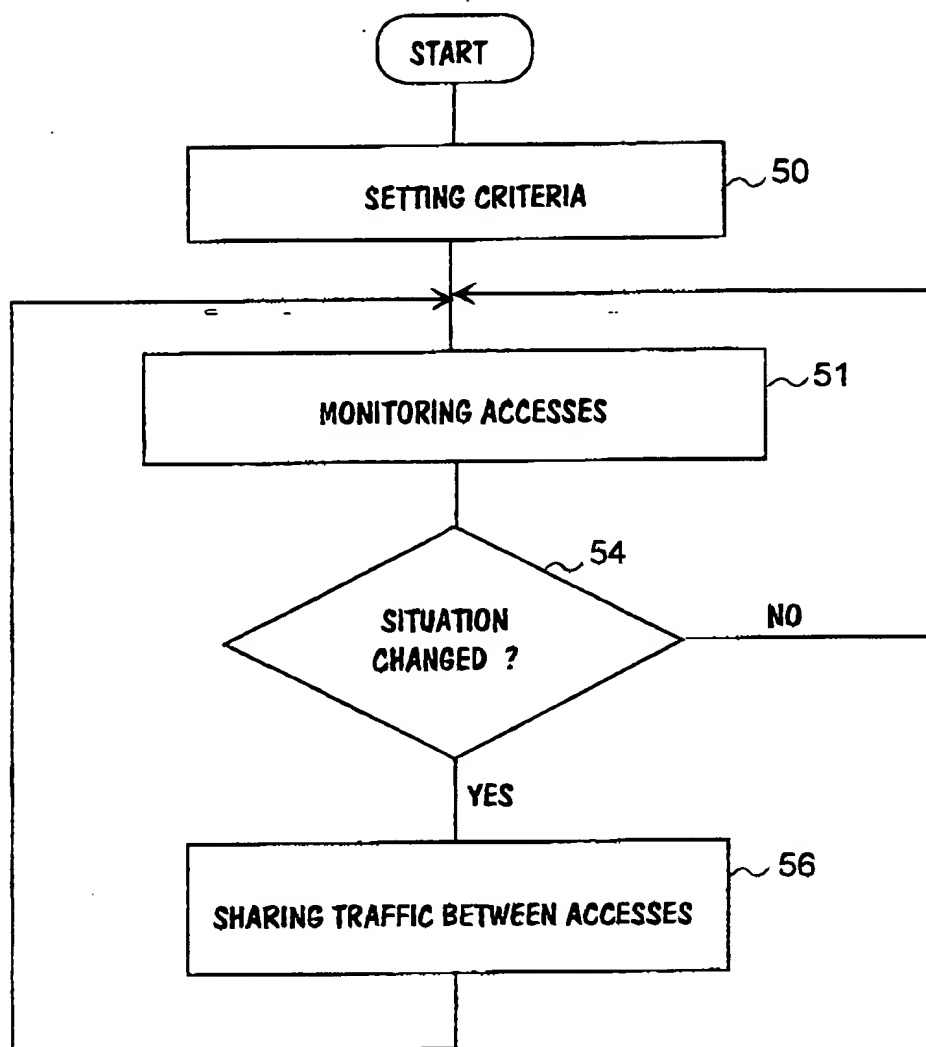 START
SETTING CRITERIA
50
MONITORING ACCESSES
51
54
SITUATION
CHANGED ?
NO
YES
56
SHARING TRAFFIC BETWEEN ACCESSES